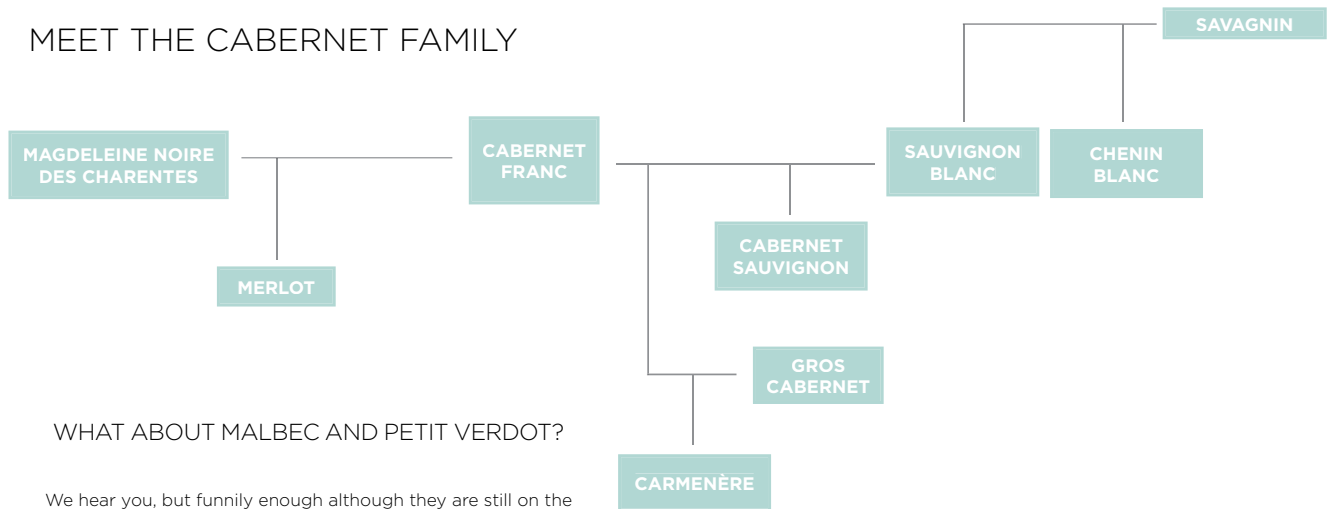 MEET THE CABERNET FAMILY
SAVAGNIN
MAGDELEINE NOIRE
DES CHARENTES
CABERNET
FRANC
SAUVIGNON
BLANC
CHENIN
BLANC
CABERNET
SAUVIGNON
MERLOT
GROS
CABERNET
CARMENÈRE
WHAT ABOUT MALBEC AND PETIT VERDOT?
We hear you, but funnily enough although they are still on the